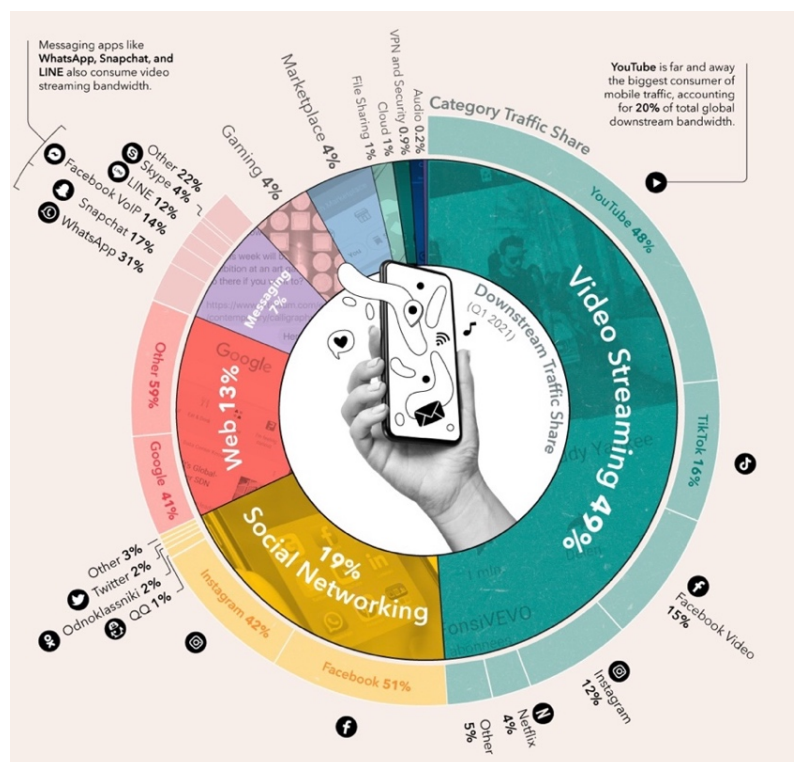 Messaging apps like
WhatsApp, Snapchat, and
LINE also consume video
streaming bandwidth.
YouTube is far and away
the biggest consumer of
mobile traffic, accounting
for 20% of total global
downstream bandwidth.
Category Traffic Share
Downstream Traffic Share
(Q1 2021)
Video Streaming 49%
YouTube 48%
TikTok 16%
Facebook Video
15%
Instagram
12%
Netflix
4%
Other
5%
19%
Social Networking
Facebook 51%
Instagram 42%
QQ 1%
Odnoklassniki 2%
Twitter 2%
Other 3%
Web 13%
Google
Google 41%
Other 59%
Messaging
7%
WhatsApp 31%
Snapchat 17%
Facebook VoIP 14%
LINE 12%
Skype 4%
Other 22%
Gaming 4%
Marketplace 4%
File Sharing 1%
Cloud 1%
VPN and Security 0.9%
Audio 0.2%